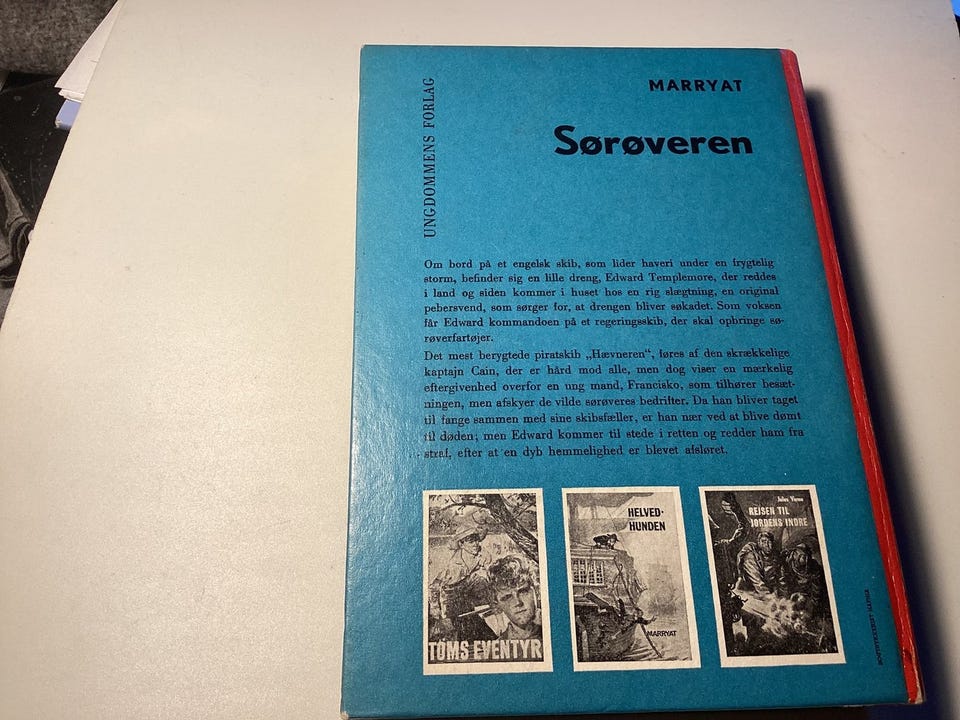 MARRYAT
Sørøveren
UNGDOMMENS FORLAG
Om bord på et engelsk skib, som lider haveri under en frygtelig
storm, befinder sig en lille dreng, Edward Templemore, der reddes
i land og siden kommer i huset hos en rig slægtning, en original
pebersvend, som sørger for, at drengen bliver søkadet. Som voksen
får Edward kommandoen på et regeringsskib, der skal opbringe sø-
røverfartøjer.
Det mest berygtede piratskib „Hævneren“, føres af den skrækkelige
kaptajn Cain, der er hård mod alle, men dog viser en mærkelig
eftergivenhed overfor en ung mand, Francisko, som tilhører besæt-
ningen, men afskyer de vilde sørøveres bedrifter. Da han bliver taget
til fange sammen med sine skibsfæller, er han nær ved at blive dømt
til døden; men Edward kommer til stede i retten og redder ham fra
straf, efter at en dyb hemmelighed er blevet afsløret.
TOMS EVENTYR
HELVED-
HUNDEN
MARRYAT
Jules Verne
REJSEN TIL
JORDENS INDRE